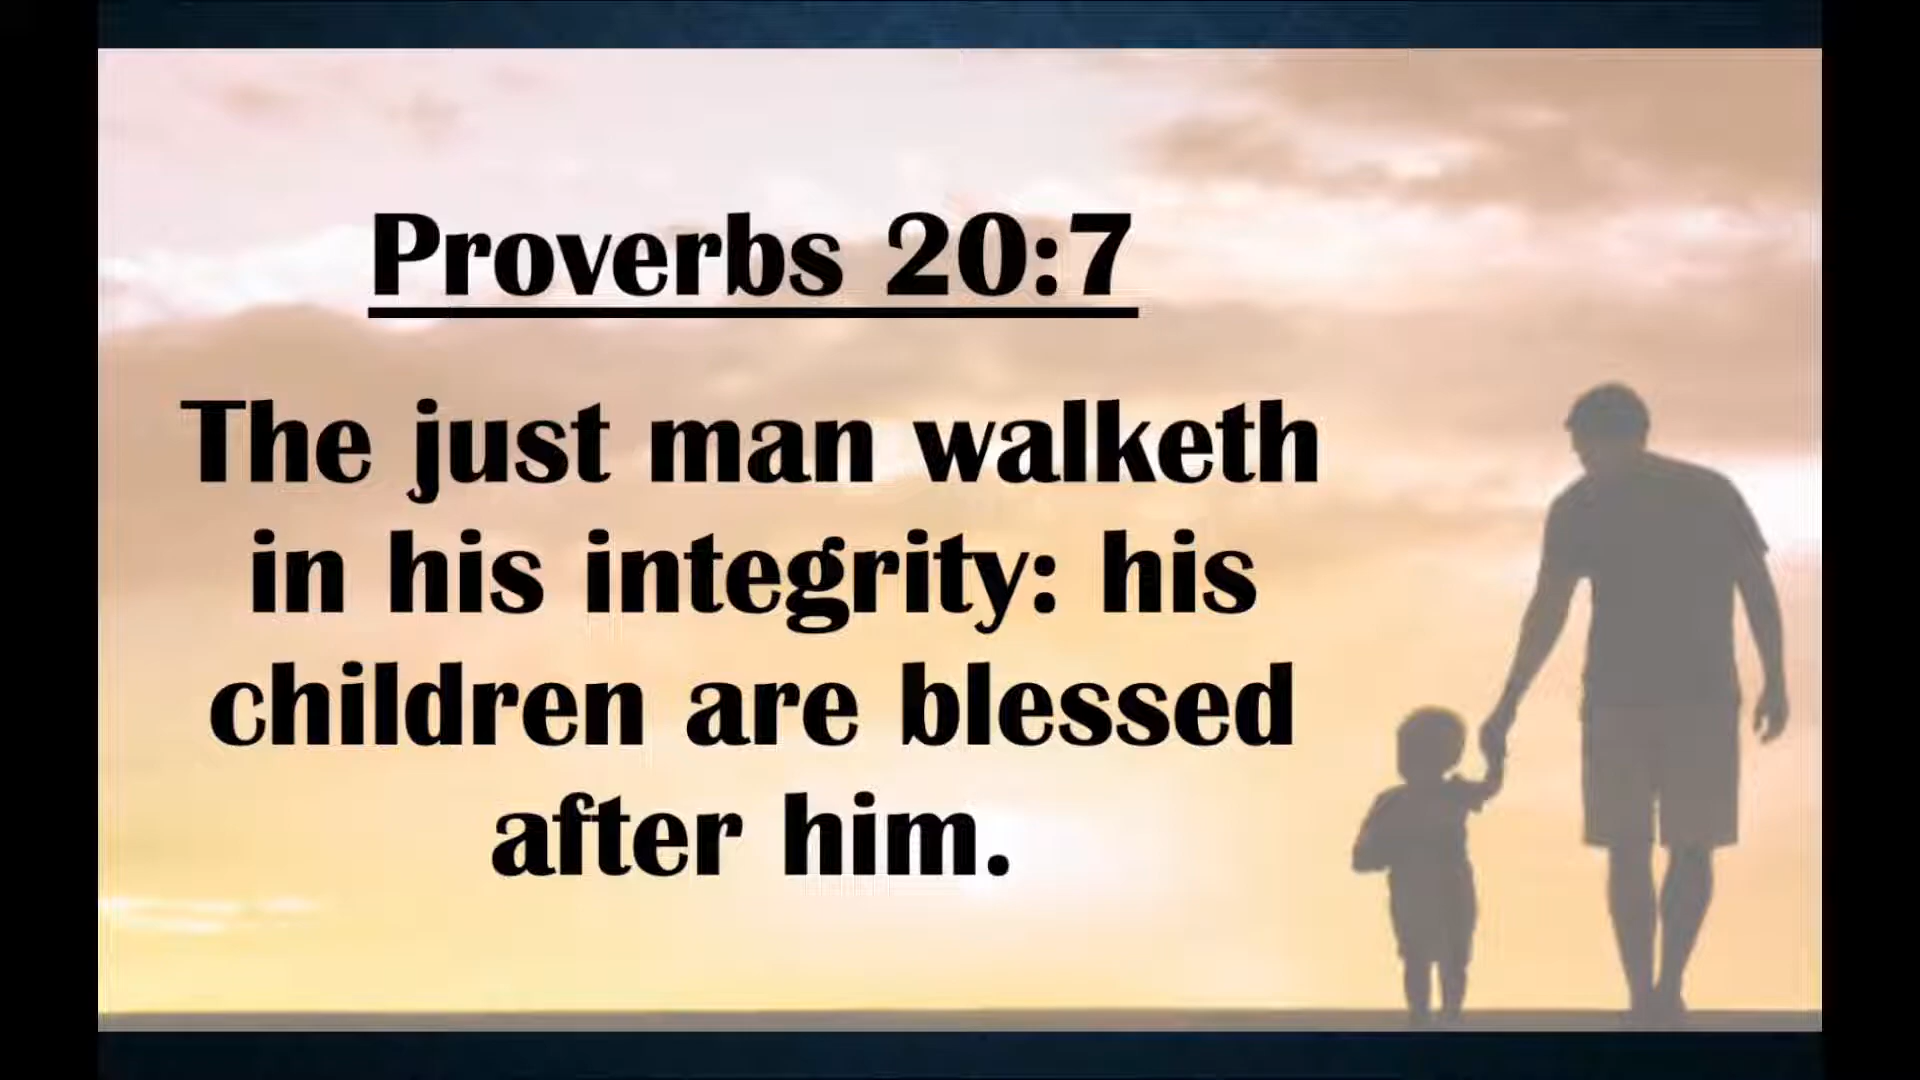 Proverbs 20:7
The just man walketh
in his integrity: his
children are blessed
after him.